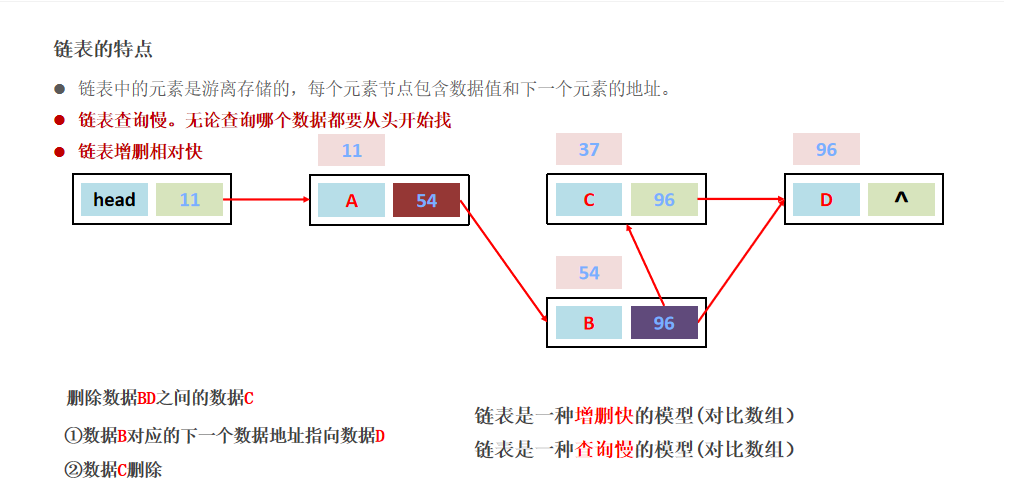 链表的特点
● 链表中的元素是游离存储的，每个元素节点包含数据值和下一个元素的地址。
● 链表查询慢。无论查询哪个数据都要从头开始找
● 链表增删相对快
11
37
96
head 11
A 54
C 96
D ^
54
B 96
删除数据BD之间的数据C
①数据B对应的下一个数据地址指向数据D
②数据C删除
链表是一种增删快的模型(对比数组)
链表是一种查询慢的模型(对比数组)